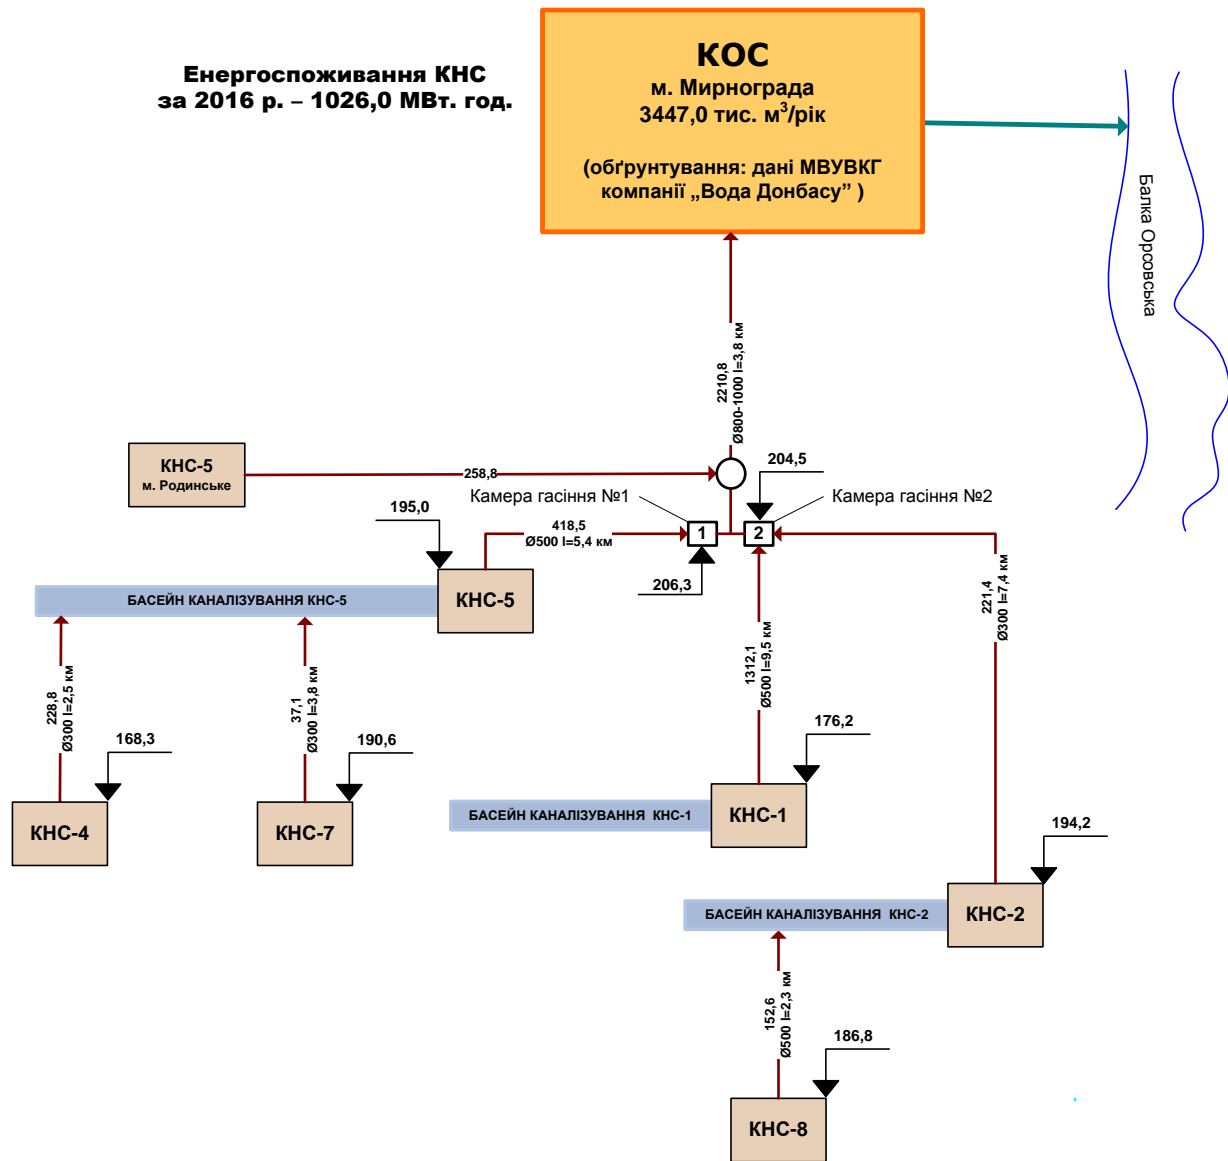 Енергоспоживання КНС
за 2016 р. – 1026,0 МВт. год.
КОС
м. Мирнограда
3447,0 тис. м³/рік
(обґрунтування: дані МВУВКГ
компанії „Вода Донбасу” )
Балка Орсовська
2210,8
Ø800-1000 l=3,8 км
КНС-5
м. Родинське
258,8
204,5
Камера гасіння №1
Камера гасіння №2
195,0
418,5
Ø500 l=5,4 км
1
2
206,3
БАСЕЙН КАНАЛІЗУВАННЯ КНС-5
КНС-5
221,4
Ø300 l=7,4 км
1312,1
Ø500 l=9,5 км
228,8
Ø300 l=2,5 км
37,1
Ø300 l=3,8 км
168,3
190,6
176,2
КНС-4
КНС-7
БАСЕЙН КАНАЛІЗУВАННЯ КНС-1
КНС-1
194,2
БАСЕЙН КАНАЛІЗУВАННЯ КНС-2
КНС-2
152,6
Ø500 l=2,3 км
186,8
КНС-8